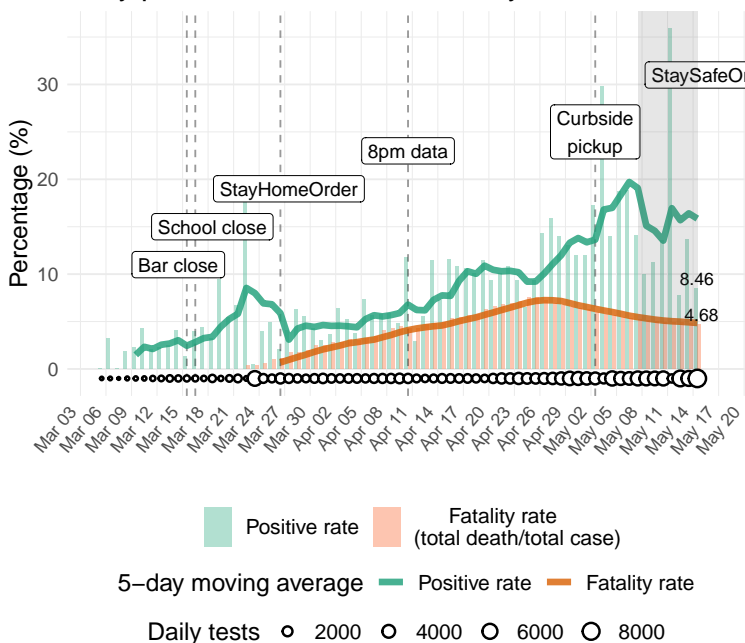 Percentage (%)
30
20
10
0
StaySafeOr
Curbside
pickup
8pm data
StayHomeOrder
School close
Bar close
8.46
4.68
Mar 03
Mar 06
Mar 09
Mar 12
Mar 15
Mar 18
Mar 21
Mar 24
Mar 27
Mar 30
Apr 02
Apr 05
Apr 08
Apr 11
Apr 14
Apr 17
Apr 20
Apr 23
Apr 26
Apr 29
May 02
May 05
May 08
May 11
May 14
May 17
May 20
Positive rate
Fatality rate
(total death/total case)
5−day moving average Positive rate Fatality rate
Daily tests 2000 4000 6000 8000